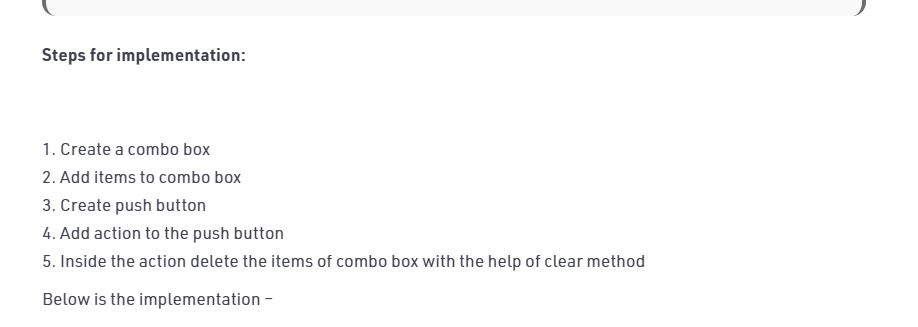 Steps for implementation:
1. Create a combo box
2. Add items to combo box
3. Create push button
4. Add action to the push button
5. Inside the action delete the items of combo box with the help of clear method
Below is the implementation –